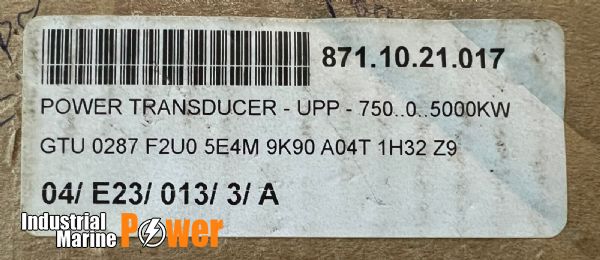 871.10.21.017
POWER TRANSDUCER - UPP - 750..0..5000KW
GTU 0287 F2U0 5E4M 9K90 A04T 1H32 Z9
04/ E23/ 013/ 3/ A
Industrial
Marine Power